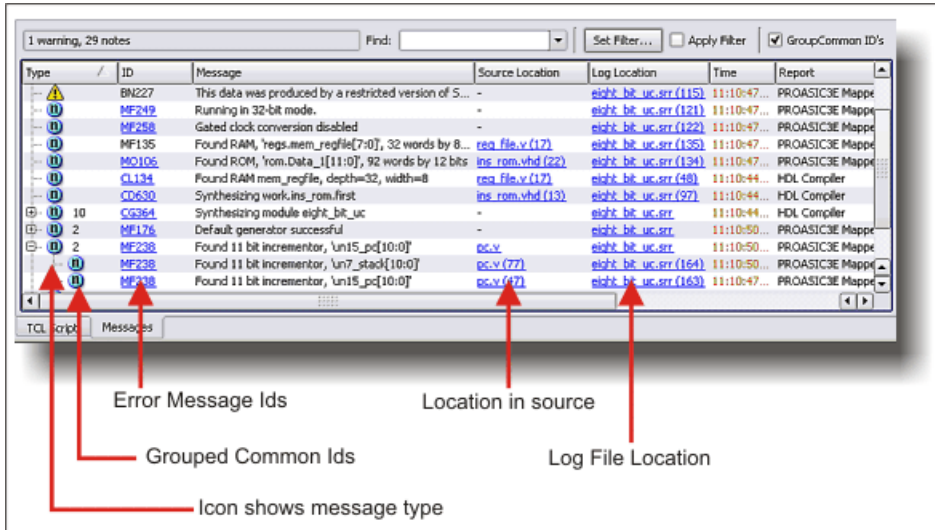 1 warning, 29 notes Find: Set Filter... Apply Filter GroupCommon ID's
Type ID Message Source Location Log Location Time Report
BN227 This data was produced by a restricted version of S... - eight_bit_uc.srr (115) 11:10:47... PROASIC3E Mappe
n MF249 Running in 32-bit mode. - eight_bit_uc.srr (121) 11:10:47... PROASIC3E Mappe
n MF258 Gated clock conversion disabled - eight_bit_uc.srr (122) 11:10:47... PROASIC3E Mappe
n MF135 Found RAM, 'regs.mem_regfile[7:0]', 32 words by 8... reg_file.v (17) eight_bit_uc.srr (135) 11:10:47... PROASIC3E Mappe
n MO106 Found ROM, 'rom.Data_1[11:0]', 92 words by 12 bits ins_rom.vhd (22) eight_bit_uc.srr (134) 11:10:47... PROASIC3E Mappe
n CL134 Found RAM mem_regfile, depth=32, width=8 reg_file.v (17) eight_bit_uc.srr (48) 11:10:44... HDL Compiler
n CD630 Synthesizing work.ins_rom.first ins_rom.vhd (13) eight_bit_uc.srr (97) 11:10:44... HDL Compiler
n 10 CG364 Synthesizing module eight_bit_uc - eight_bit_uc.srr 11:10:44... HDL Compiler
n 2 MF176 Default generator successful - eight_bit_uc.srr 11:10:50... PROASIC3E Mappe
n 2 MF238 Found 11 bit incrementor, 'un15_pc[10:0]' pc.v eight_bit_uc.srr 11:10:50... PROASIC3E Mappe
n MF238 Found 11 bit incrementor, 'un7_stack[10:0]' pc.v (77) eight_bit_uc.srr (164) 11:10:50... PROASIC3E Mappe
n MF238 Found 11 bit incrementor, 'un15_pc[10:0]' pc.v (47) eight_bit_uc.srr (163) 11:10:50... PROASIC3E Mappe
TCL Script Messages
Error Message Ids Location in source
Grouped Common Ids Log File Location
Icon shows message type